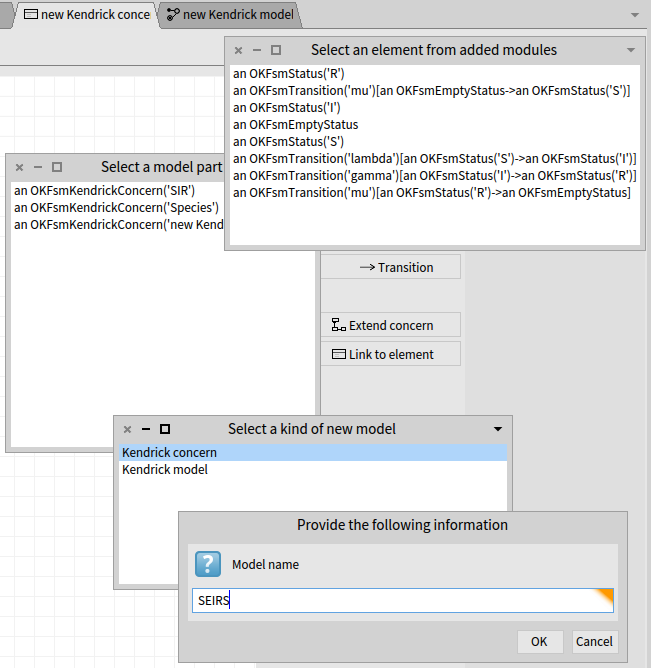 new Kendrick conce
new Kendrick model
Select an element from added modules
an OKFsmStatus('R')
an OKFsmTransition('mu')[an OKFsmEmptyStatus->an OKFsmStatus('S')]
an OKFsmStatus('I')
an OKFsmEmptyStatus
an OKFsmStatus('S')
an OKFsmTransition('lambda')[an OKFsmStatus('S')->an OKFsmStatus('I')]
an OKFsmTransition('gamma')[an OKFsmStatus('I')->an OKFsmStatus('R')]
an OKFsmTransition('mu')[an OKFsmStatus('R')->an OKFsmEmptyStatus]
Select a model part
an OKFsmKendrickConcern('SIR')
an OKFsmKendrickConcern('Species')
an OKFsmKendrickConcern('new Kend
Transition
Extend concern
Link to element
Select a kind of new model
Kendrick concern
Kendrick model
Provide the following information
Model name
SEIRS
OK Cancel